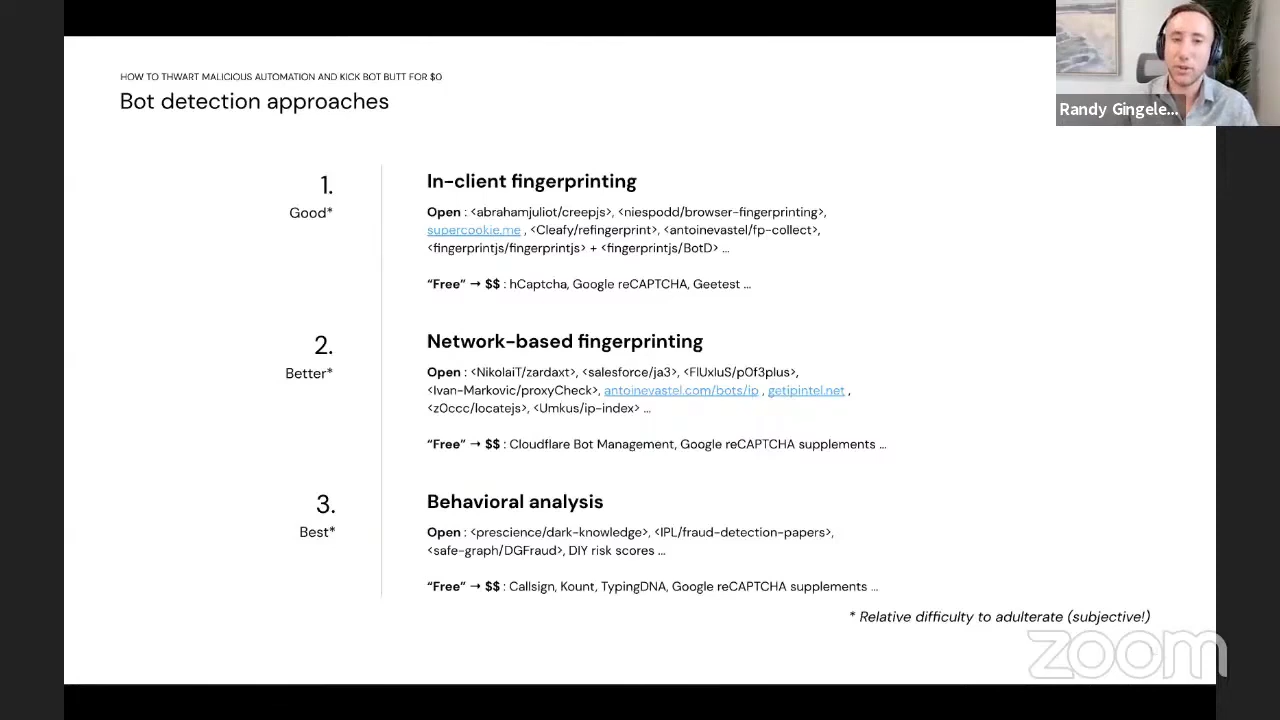 HOW TO THWART MALICIOUS AUTOMATION AND KICK BOT BUTT FOR $0
Bot detection approaches
Randy Gingele...
1.
Good*
In-client fingerprinting
Open : <abrahamjuliot/creepjs>, <niespodd/browser-fingerprinting>,
supercookie.me , <Cleafy/refingerprint>, <antoinevastel/fp-collect>,
<fingerprintjs/fingerprintjs> + <fingerprintjs/BotD> ...
“Free” → $$ : hCaptcha, Google reCAPTCHA, Geetest ...
2.
Better*
Network-based fingerprinting
Open : <NikolaiT/zardaxt>, <salesforce/ja3>, <FlUxIuS/p0f3plus>,
<Ivan-Markovic/proxyCheck>, antoinevastel.com/bots/ip , getipintel.net ,
<z0ccc/locatejs>, <Umkus/ip-index> ...
“Free” → $$ : Cloudflare Bot Management, Google reCAPTCHA supplements ...
3.
Best*
Behavioral analysis
Open : <prescience/dark-knowledge>, <IPL/fraud-detection-papers>,
<safe-graph/DGFraud>, DIY risk scores ...
“Free” → $$ : Callsign, Kount, TypingDNA, Google reCAPTCHA supplements ...
* Relative difficulty to adulterate (subjective!)
zoom